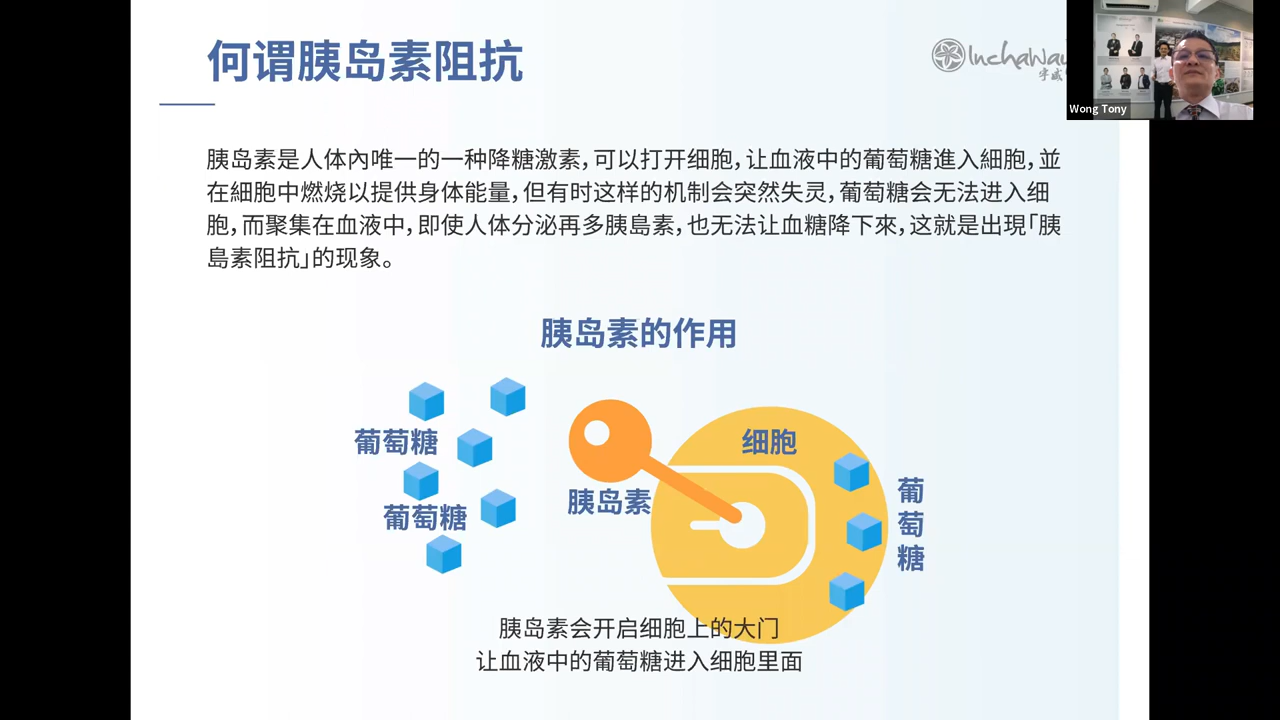 何谓胰岛素阻抗
InchaWay
Wong Tony
胰岛素是人体內唯一的一种降糖激素，可以打开细胞，让血液中的葡萄糖進入細胞，並
在細胞中燃烧以提供身体能量，但有时这样的机制会突然失灵，葡萄糖会无法进入细
胞，而聚集在血液中，即使人体分泌再多胰島素，也无法让血糖降下來，这就是出現「胰
島素阻抗」的现象。
胰岛素的作用
葡萄糖
葡萄糖
胰岛素
细胞
葡
萄
糖
胰岛素会开启细胞上的大门
让血液中的葡萄糖进入细胞里面